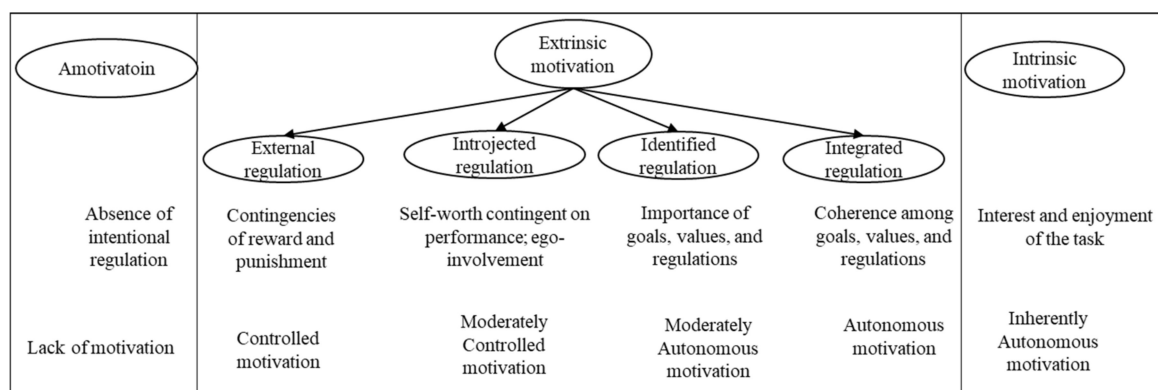 Amotivatoin
Extrinsic
motivation
Intrinsic
motivation
External
regulation
Introjected
regulation
Identified
regulation
Integrated
regulation
Absence of
intentional
regulation
Contingencies
of reward and
punishment
Self-worth contingent on
performance; ego-
involvement
Importance of
goals, values, and
regulations
Coherence among
goals, values, and
regulations
Interest and enjoyment
of the task
Lack of motivation
Controlled
motivation
Moderately
Controlled
motivation
Moderately
Autonomous
motivation
Autonomous
motivation
Inherently
Autonomous
motivation